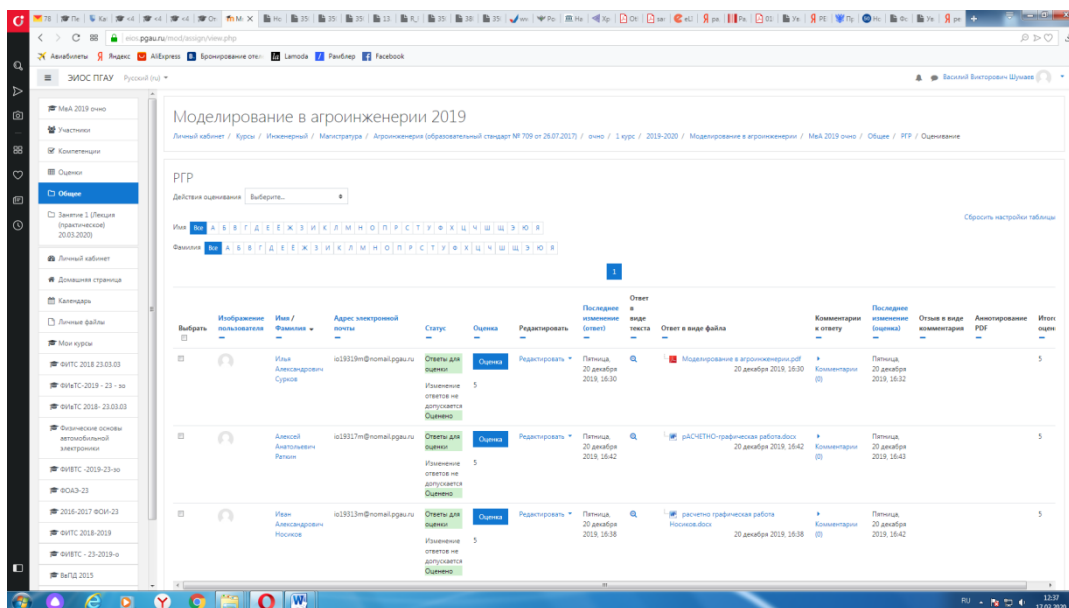 eios.pgau.ru/mod/assign/view.php
Авиабилеты Яндекс AliExpress Бронирование отел Lamoda Рамблер Facebook
ЭИОС ПГАУ Русский (ru)
Василий Викторович Шумаев
МвА 2019 очно
Участники
Компетенции
Оценки
Общее
Занятие 1 (Лекция
(практическое)
20.03.2020)
Личный кабинет
Домашняя страница
Календарь
Личные файлы
Мои курсы
ФИТС 2018 23.03.03
ФИвТС-2019 - 23 - зо
ФИвТС 2018- 23.03.03
Физические основы
автомобильной
электроники
ФИВТС -2019-23-зо
ФОАЭ-23
2016-2017 ФОИ-23
ФИТС 2018-2019
ФИВТС - 23-2019-о
ВвПД 2015
Моделирование в агроинженерии 2019
Личный кабинет / Курсы / Инженерный / Магистратура / Агроинженерия (образовательный стандарт № 709 от 26.07.2017) / очно / 1 курс / 2019-2020 / Моделирование в агроинженерии / МвА 2019 очно / Общее / РГР / Оценивание
РГР
Действия оценивания Выберите...
Сбросить настройки таблицы
Имя Все А Б В Г Д Е Ё Ж З И К Л М Н О П Р С Т У Ф Х Ц Ч Ш Щ Э Ю Я
Фамилия Все А Б В Г Д Е Ё Ж З И К Л М Н О П Р С Т У Ф Х Ц Ч Ш Щ Э Ю Я
1
Выбрать Изображение пользователя Имя / Фамилия Адрес электронной почты Статус Оценка Редактировать Последнее изменение (ответ) Ответ в виде текста Ответ в виде файла Комментарии к ответу Последнее изменение (оценка) Отзыв в виде комментария Аннотирование PDF
Илья Александрович Сурков io19319m@nomail.pgau.ru Ответы для оценки Оценка Редактировать Пятница, 20 декабря 2019, 16:30 Моделирование в агроинженерии.pdf 20 декабря 2019, 16:30 Комментарии (0) Пятница, 20 декабря 2019, 16:32 5
Изменение ответов не допускается 5
Оценено
Алексей Анатольевич Раткин io19317m@nomail.pgau.ru Ответы для оценки Оценка Редактировать Пятница, 20 декабря 2019, 16:42 рАСЧЕТНО-графическая работа.docx 20 декабря 2019, 16:42 Комментарии (0) Пятница, 20 декабря 2019, 16:43 5
Изменение ответов не допускается 5
Оценено
Иван Александрович Носиков io19313m@nomail.pgau.ru Ответы для оценки Оценка Редактировать Пятница, 20 декабря 2019, 16:38 расчетно графическая работа Носиков.docx 20 декабря 2019, 16:38 Комментарии (0) Пятница, 20 декабря 2019, 16:42 5
Изменение ответов не допускается 5
Оценено
RU 12:37
17.03.2020